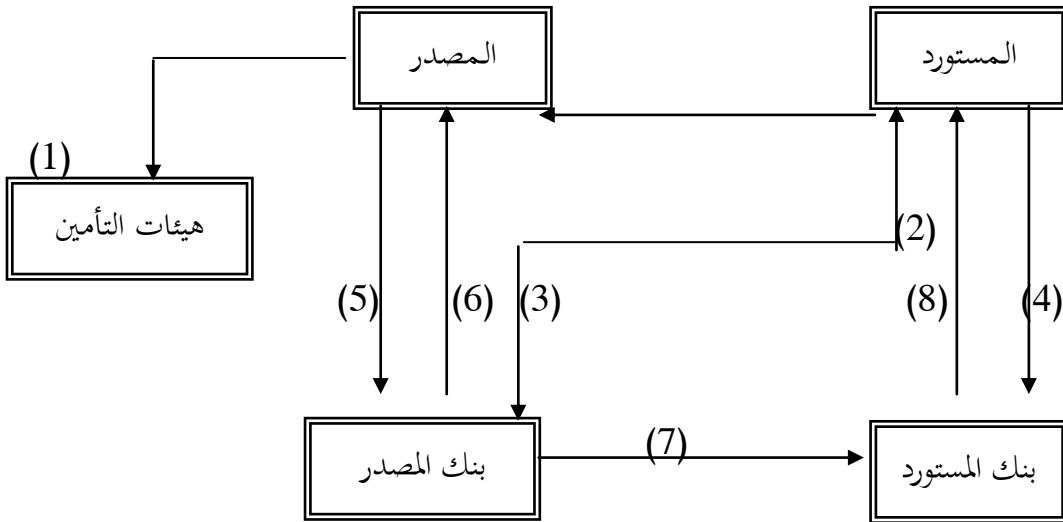 المستورد
المصدر
(1)
هيئات التأمين
(2)
(4)
(8)
(3)
(6)
(5)
(7)
بنك المستورد
بنك المصدر